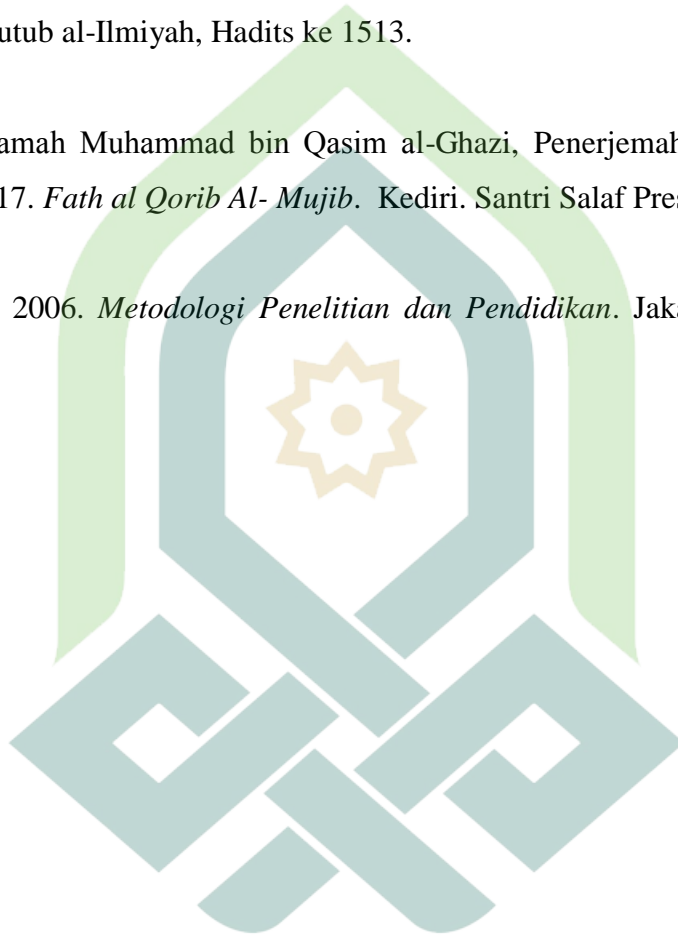 utub al-Ilmiyah, Hadits ke 1513.
amah Muhammad bin Qasim al-Ghazi, Penerjemah
17. Fath al Qorib Al- Mujib. Kediri. Santri Salaf Pres
2006. Metodologi Penelitian dan Pendidikan. Jaka